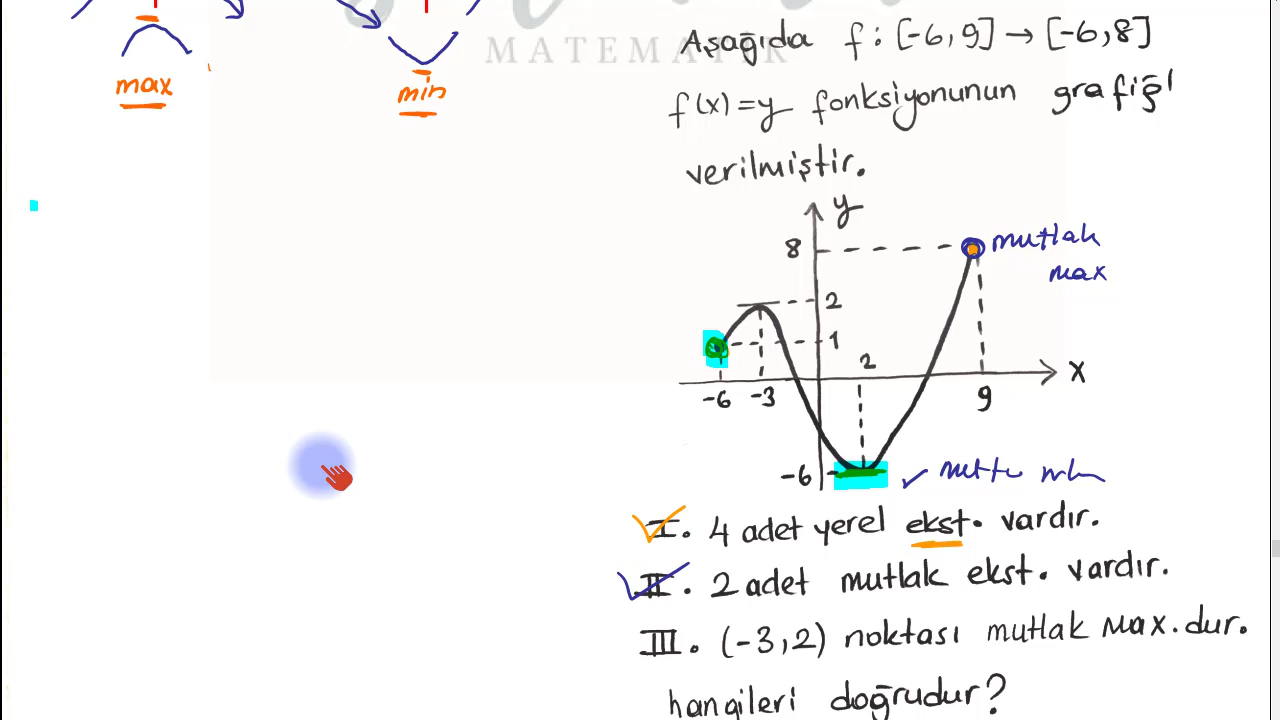 max
min
MATEMATİK
Aşağıda f : [-6,9] → [-6,8]
f(x)=y fonksiyonunun grafiği
verilmiştir.
y
8
mutlak
max
2
1
2
x
-6
-3
9
-6
I. 4 adet yerel ekst. vardır.
II. 2 adet mutlak ekst. vardır.
III. (-3,2) noktası mutlak max.dur.
hangileri doğrudur?